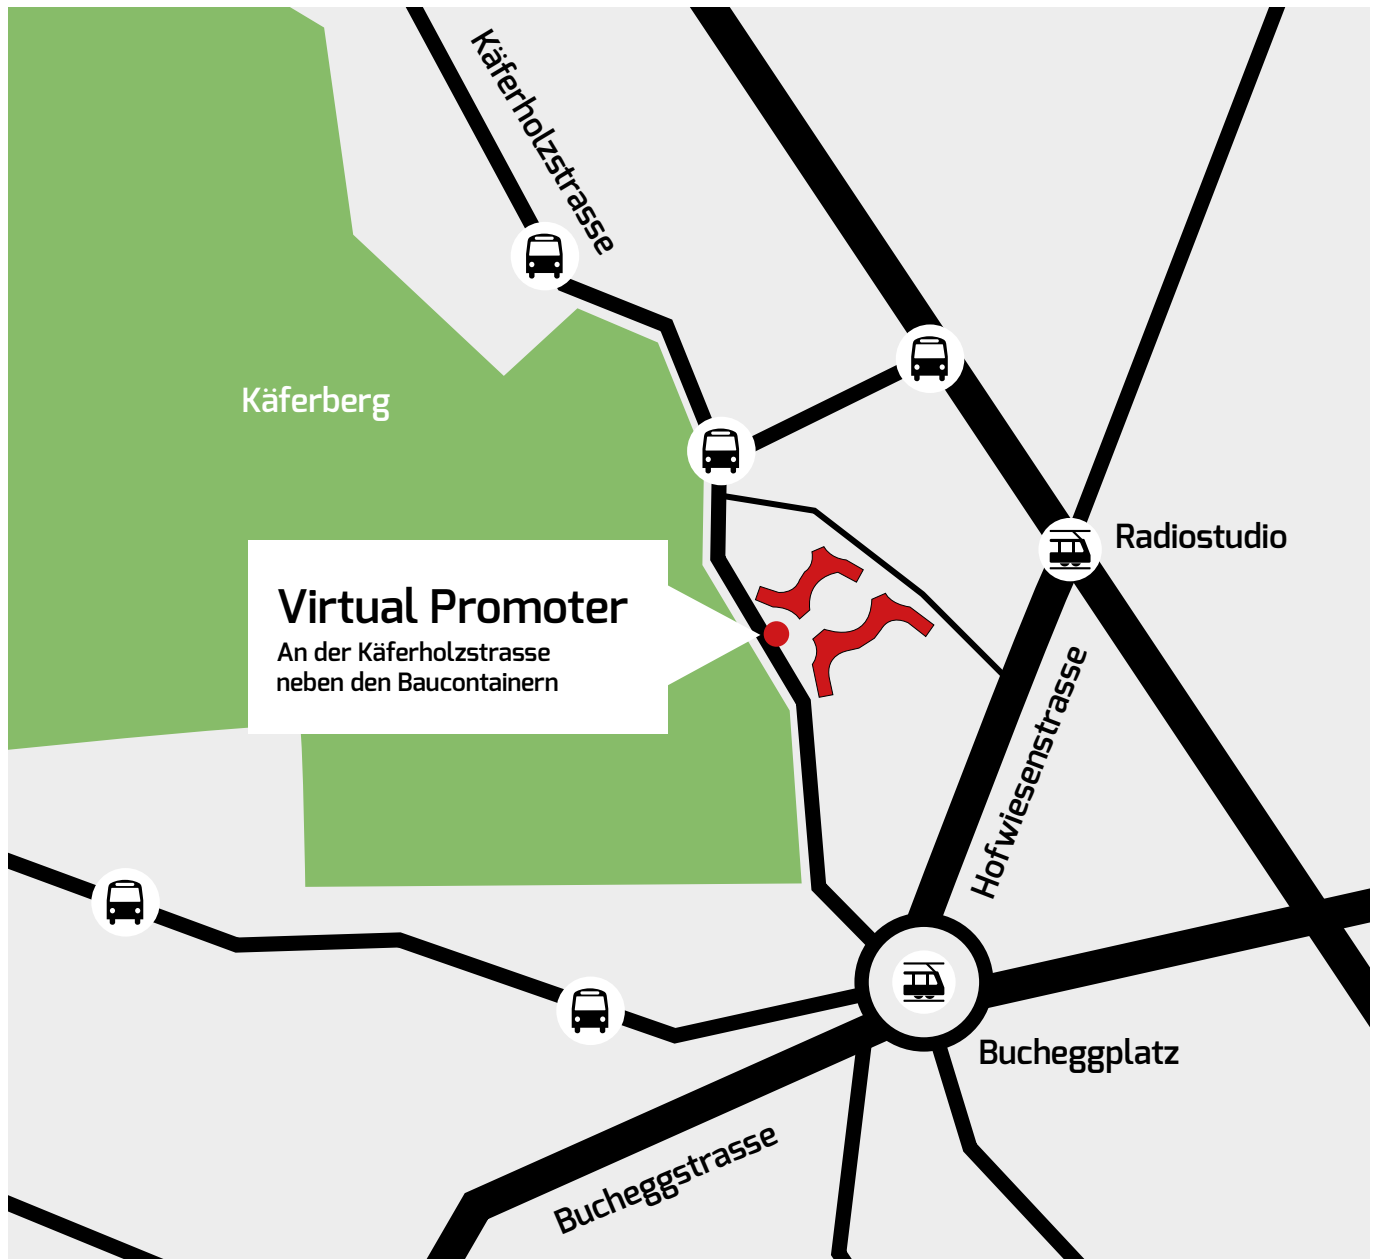 Käferholzstrasse
Käferberg
Radiostudio
Virtual Promoter
An der Käferholzstrasse
neben den Baucontainern
Hofwiesenstrasse
Bucheggplatz
Bucheggstrasse